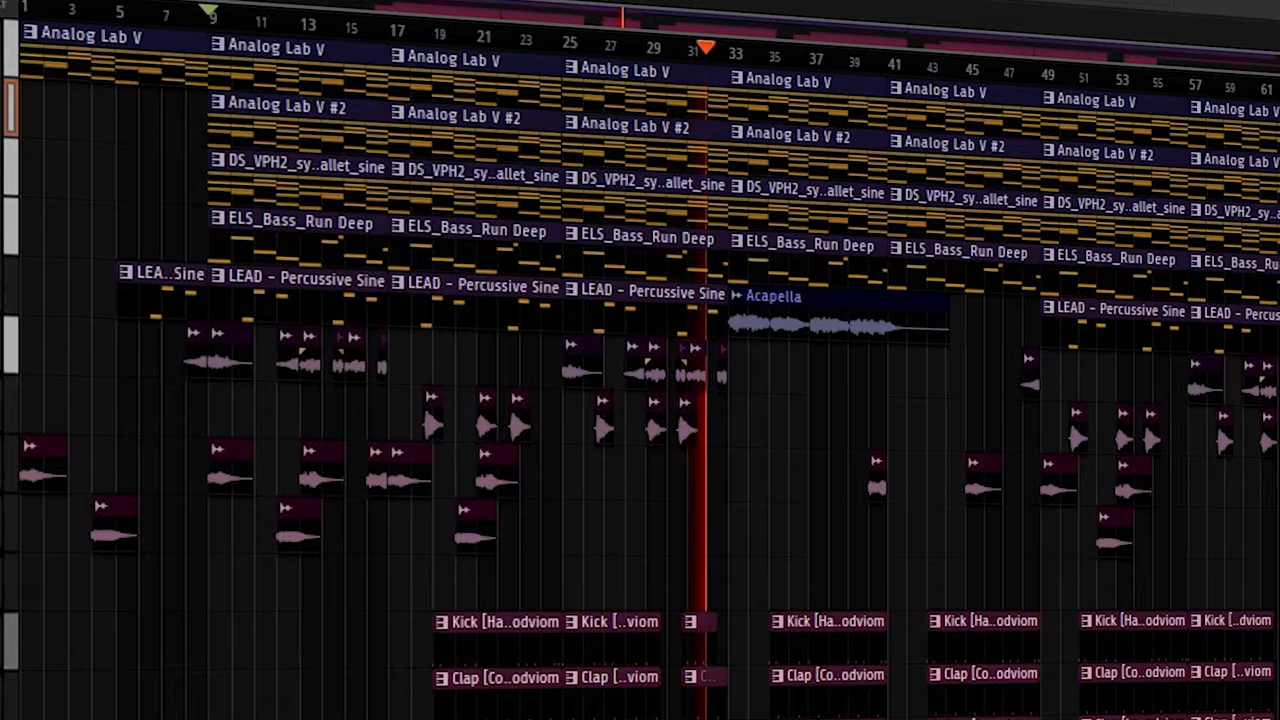 1 3 5 7 9 11 13 15 17 19 21 23 25 27 29 31 33 35 37 39 41 43 45 47 49 51 53 55 57 59 61
Analog Lab V Analog Lab V Analog Lab V Analog Lab V Analog Lab V Analog Lab V Analog Lab V Analog Lab V
Analog Lab V #2 Analog Lab V #2 Analog Lab V #2 Analog Lab V #2 Analog Lab V #2 Analog Lab V #2 Analog Lab V
DS_VPH2_sy..allet_sine DS_VPH2_sy..allet_sine DS_VPH2_sy..allet_sine DS_VPH2_sy..allet_sine DS_VPH2_sy..allet_sine DS_VPH2_sy..allet_sine DS_VPH2_sy..
ELS_Bass_Run Deep ELS_Bass_Run Deep ELS_Bass_Run Deep ELS_Bass_Run Deep ELS_Bass_Run Deep ELS_Bass_Run Deep ELS_Bass_Ru
LEA..Sine LEAD - Percussive Sine LEAD - Percussive Sine LEAD - Percussive Sine LEAD - Percussive Sine LEAD - Percus
Acapella
Kick [Ha..odviom Kick [..viom Kick [Ha..odviom Kick [Ha..odviom Kick [Ha..odviom Kick [..dviom
Clap [Co..odviom Clap [..viom C.. Clap [Co..odviom Clap [Co..odviom Clap [Co..odviom Clap [..viom